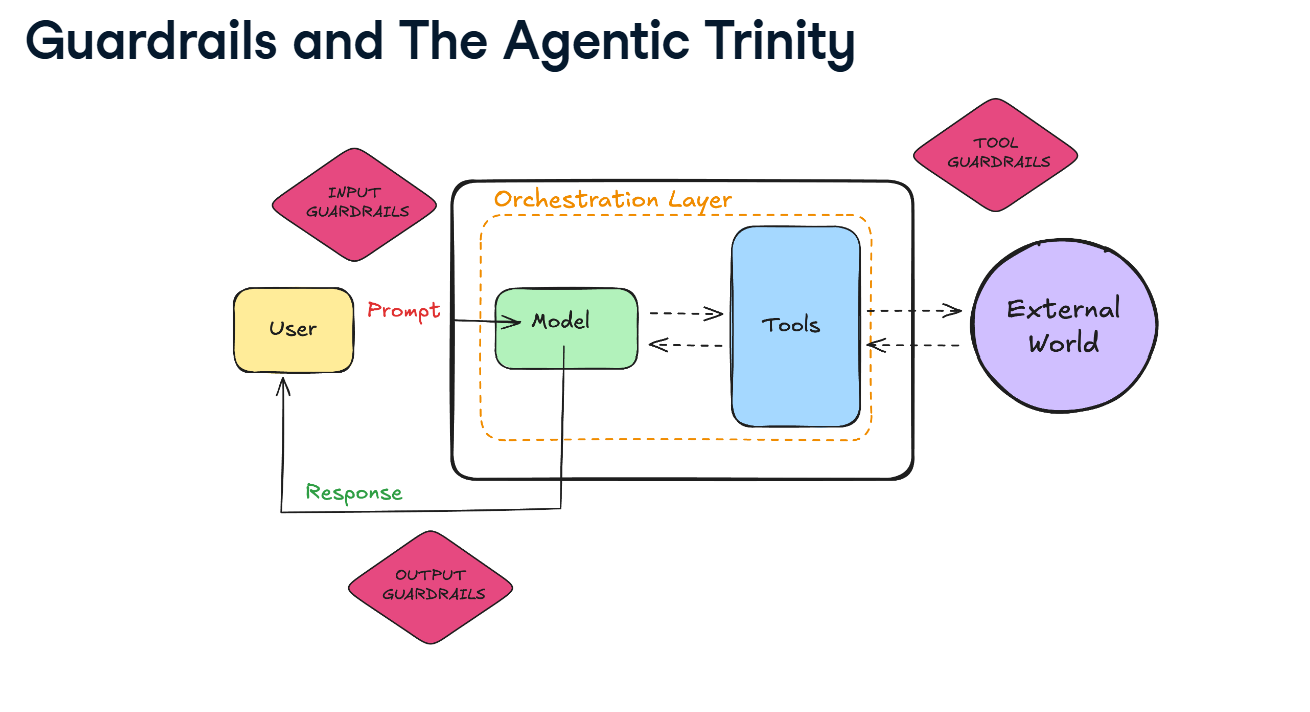 Guardrails and The Agentic Trinity
TOOL
GUARDRAILS
INPUT
GUARDRAILS
Orchestration Layer
User
Prompt
Model
Tools
External
World
Response
OUTPUT
GUARDRAILS